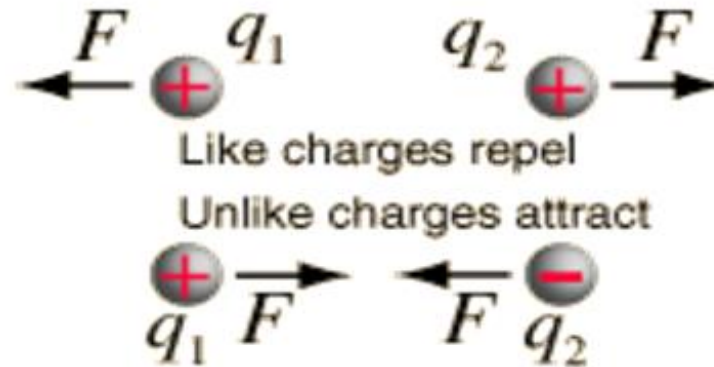 F q₁ q₂ F
+ +
Like charges repel
Unlike charges attract
+ −
q₁ F F q₂